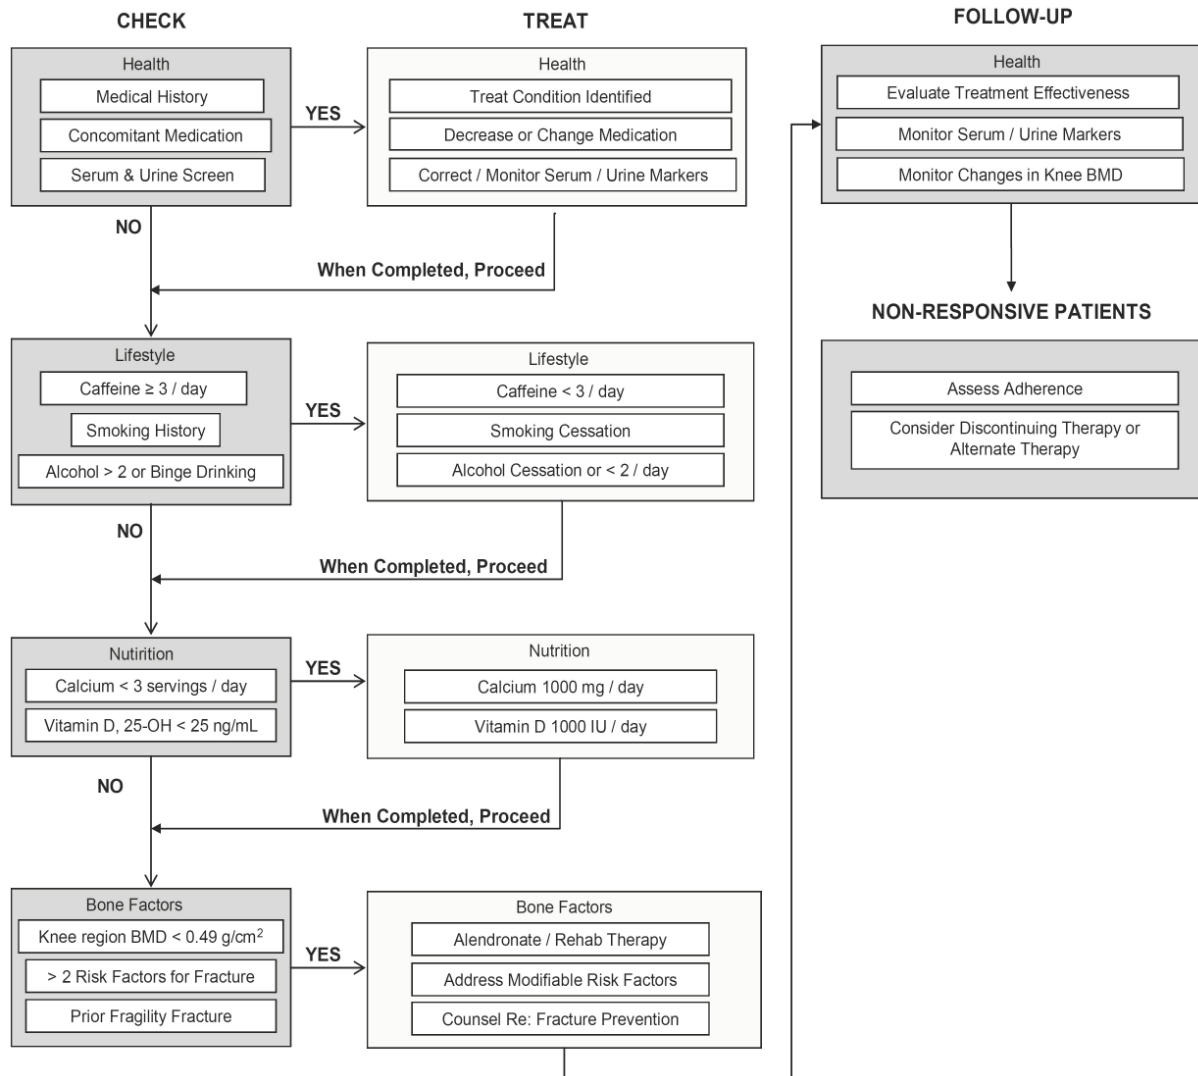 CHECK
TREAT
FOLLOW-UP
Health
Medical History
Concomitant Medication
Serum & Urine Screen
YES
Health
Treat Condition Identified
Decrease or Change Medication
Correct / Monitor Serum / Urine Markers
Health
Evaluate Treatment Effectiveness
Monitor Serum / Urine Markers
Monitor Changes in Knee BMD
NO
When Completed, Proceed
NON-RESPONSIVE PATIENTS
Assess Adherence
Consider Discontinuing Therapy or
Alternate Therapy
Lifestyle
Caffeine ≥ 3 / day
Smoking History
Alcohol > 2 or Binge Drinking
YES
Caffeine < 3 / day
Smoking Cessation
Alcohol Cessation or < 2 / day
Lifestyle
NO
When Completed, Proceed
Nutirition
Calcium < 3 servings / day
Vitamin D, 25-OH < 25 ng/mL
YES
Nutrition
Calcium 1000 mg / day
Vitamin D 1000 IU / day
NO
When Completed, Proceed
Bone Factors
Knee region BMD < 0.49 g/cm²
> 2 Risk Factors for Fracture
Prior Fragility Fracture
YES
Bone Factors
Alendronate / Rehab Therapy
Address Modifiable Risk Factors
Counsel Re: Fracture Prevention